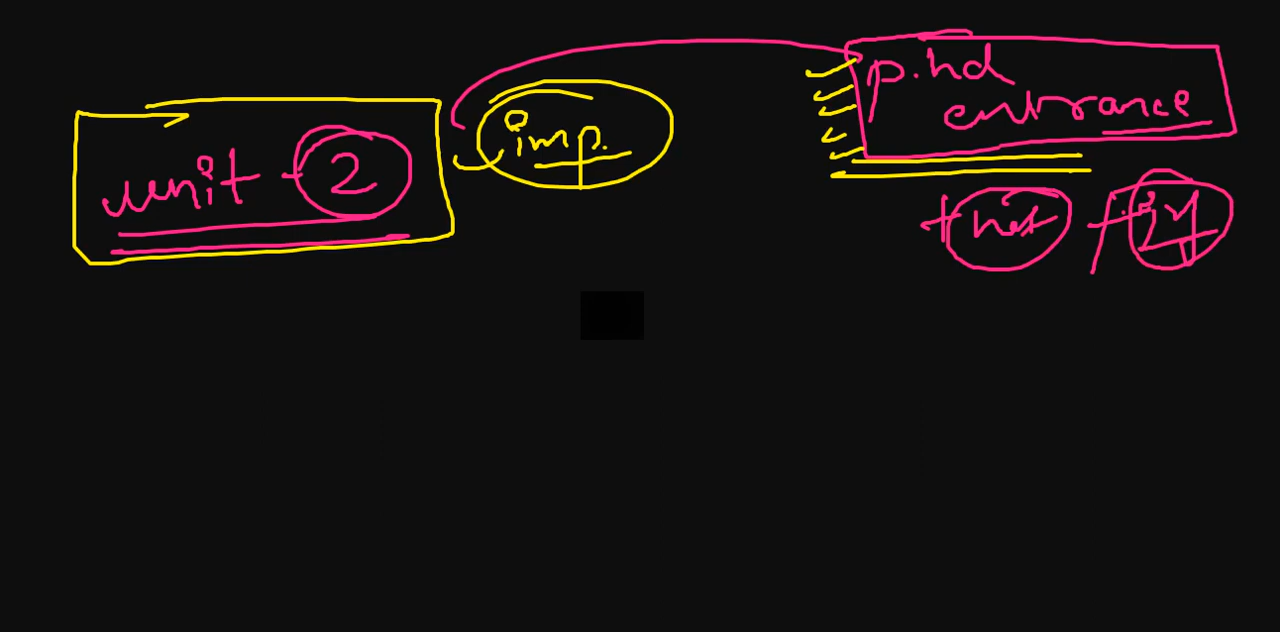 unit - 2
imp.
p.hd
entrance
+ net